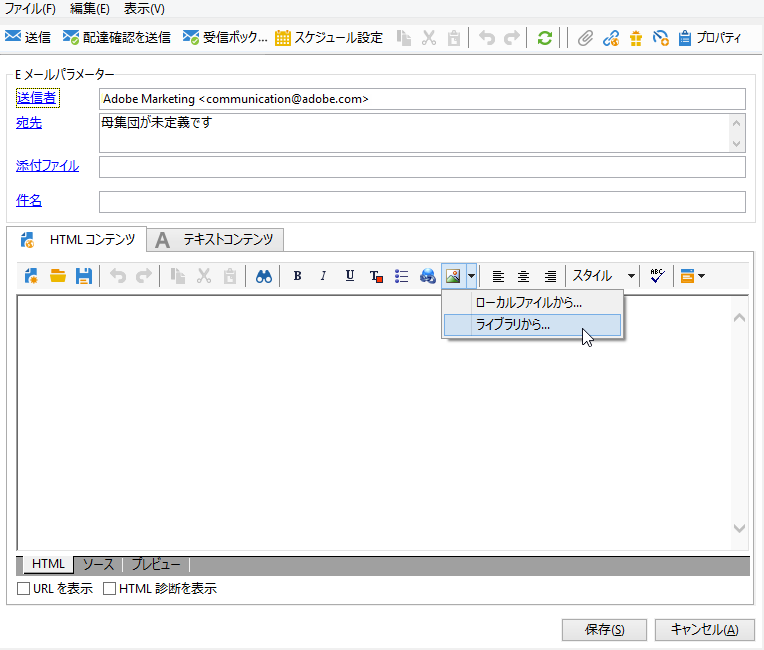 ファイル(F) 編集(E) 表示(V)
送信 配達確認を送信 受信ボック... スケジュール設定 プロパティ
E メールパラメーター
送信者 Adobe Marketing <communication@adobe.com>
宛先 母集団が未定義です
添付ファイル
件名
HTML コンテンツ A テキストコンテンツ
B I U T スタイル ABC
ローカルファイルから...
ライブラリから...
HTML ソース プレビュー
URL を表示 HTML 診断を表示
保存(S) キャンセル(A)